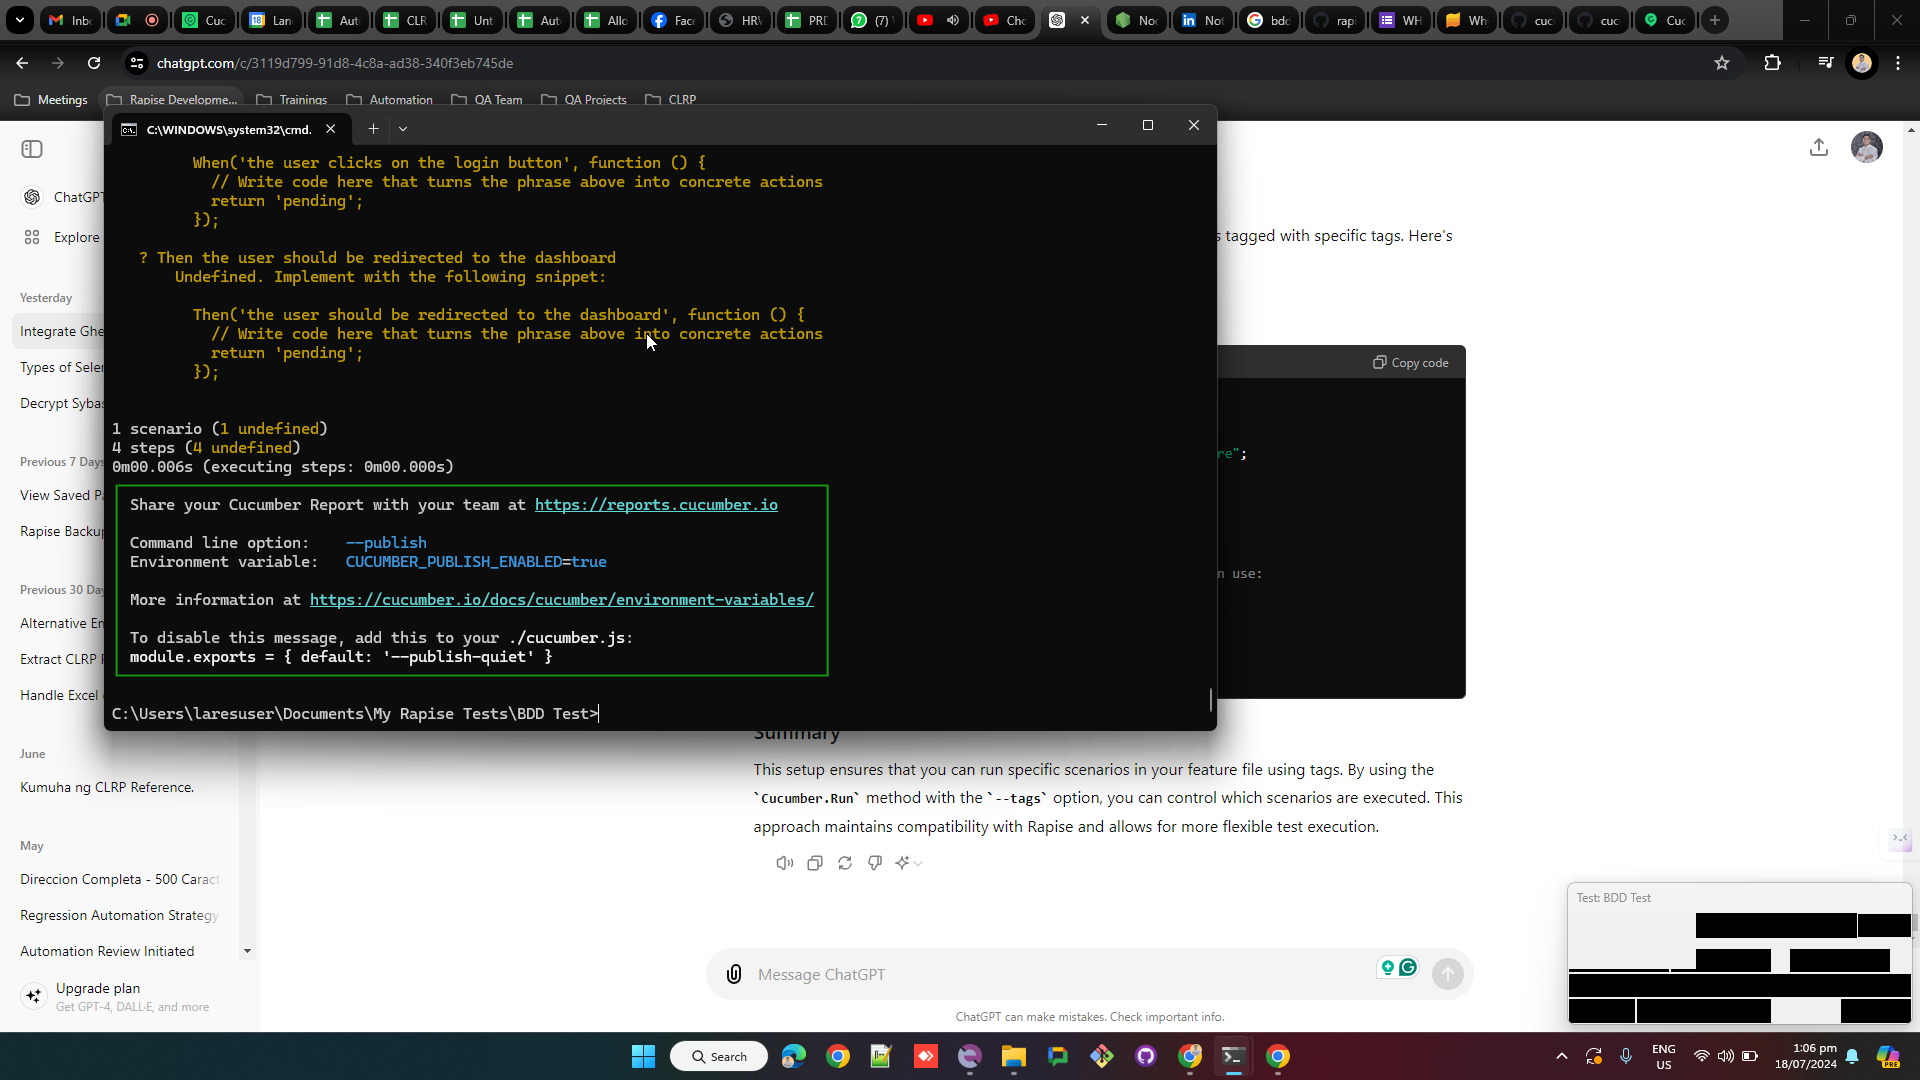 Inbc
Cuc
Lan
Aut
CLR
Unt
Aut
Allo
Fac
HRV
PRD
(7)
Chc
Noc
Not
bdd
rapi
WH
Wh
cuc
cuc
Cuc
chatgpt.com/c/3119d799-91d8-4c8a-ad38-340f3eb745de
Meetings
Rapise Developme...
Trainings
Automation
QA Team
QA Projects
CLRP
C:\WINDOWS\system32\cmd.
When('the user clicks on the login button', function () {
// Write code here that turns the phrase above into concrete actions
return 'pending';
});
? Then the user should be redirected to the dashboard
Undefined. Implement with the following snippet:
Then('the user should be redirected to the dashboard', function () {
// Write code here that turns the phrase above into concrete actions
return 'pending';
});
1 scenario (1 undefined)
4 steps (4 undefined)
0m00.006s (executing steps: 0m00.000s)
Share your Cucumber Report with your team at https://reports.cucumber.io
Command line option: --publish
Environment variable: CUCUMBER_PUBLISH_ENABLED=true
More information at https://cucumber.io/docs/cucumber/environment-variables/
To disable this message, add this to your ./cucumber.js:
module.exports = { default: '--publish-quiet' }
C:\Users\laresuser\Documents\My Rapise Tests\BDD Test>
ChatGPT
Explore
Yesterday
Integrate Ghe
Types of Seler
Decrypt Sybas
Previous 7 Days
View Saved Pa
Rapise Backup
Previous 30 Day
Alternative En
Extract CLRP
Handle Excel
June
Kumuha ng CLRP Reference.
May
Direccion Completa - 500 Caract
Regression Automation Strategy
Automation Review Initiated
Upgrade plan
Get GPT-4, DALL·E, and more
s tagged with specific tags. Here's
Copy code
re";
n use:
Summary
This setup ensures that you can run specific scenarios in your feature file using tags. By using the
`Cucumber.Run` method with the `--tags` option, you can control which scenarios are executed. This
approach maintains compatibility with Rapise and allows for more flexible test execution.
Message ChatGPT
ChatGPT can make mistakes. Check important info.
Test: BDD Test
Search
ENG
US
1:06 pm
18/07/2024